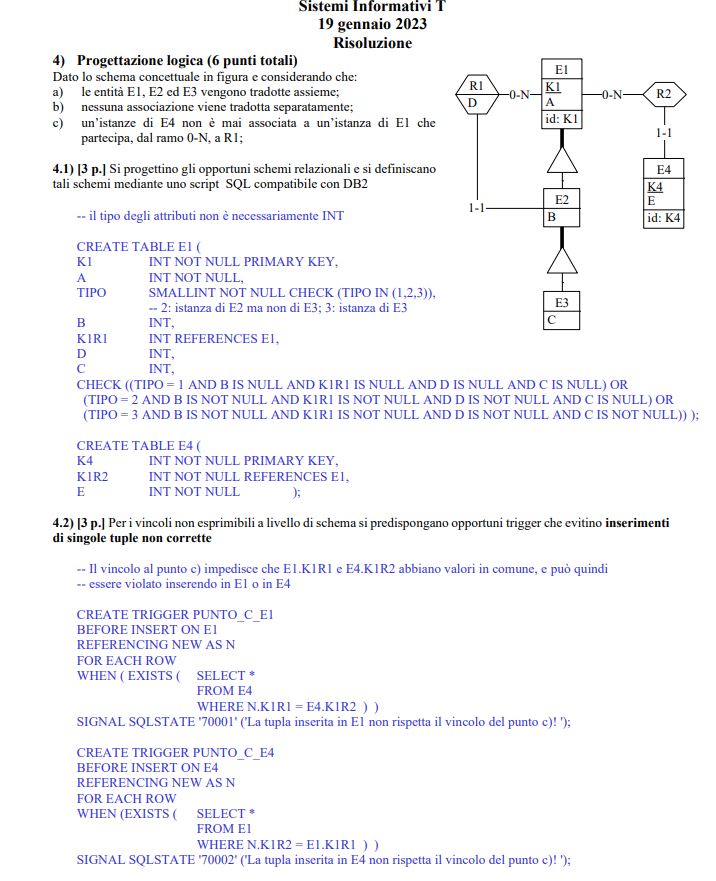 Sistemi Informativi T
19 gennaio 2023
Risoluzione
4) Progettazione logica (6 punti totali)
Dato lo schema concettuale in figura e considerando che:
a) le entità E1, E2 ed E3 vengono tradotte assieme;
b) nessuna associazione viene tradotta separatamente;
c) un'istanze di E4 non è mai associata a un'istanza di E1 che
partecipa, dal ramo 0-N, a R1;
E1
K1
A
id: K1
R1
D
0-N
0-N
R2
1-1
E4
K4
E
id: K4
1-1
E2
B
E3
C
4.1) [3 p.] Si progettino gli opportuni schemi relazionali e si definiscano
tali schemi mediante uno script SQL compatibile con DB2
-- il tipo degli attributi non è necessariamente INT
CREATE TABLE E1 (
K1 INT NOT NULL PRIMARY KEY,
A INT NOT NULL,
TIPO SMALLINT NOT NULL CHECK (TIPO IN (1,2,3)),
-- 2: istanza di E2 ma non di E3; 3: istanza di E3
B INT,
K1R1 INT REFERENCES E1,
D INT,
C INT,
CHECK ((TIPO = 1 AND B IS NULL AND K1R1 IS NULL AND D IS NULL AND C IS NULL) OR
(TIPO = 2 AND B IS NOT NULL AND K1R1 IS NOT NULL AND D IS NOT NULL AND C IS NULL) OR
(TIPO = 3 AND B IS NOT NULL AND K1R1 IS NOT NULL AND D IS NOT NULL AND C IS NOT NULL)) );
CREATE TABLE E4 (
K4 INT NOT NULL PRIMARY KEY,
K1R2 INT NOT NULL REFERENCES E1,
E INT NOT NULL );
4.2) [3 p.] Per i vincoli non esprimibili a livello di schema si predispongano opportuni trigger che evitino inserimenti
di singole tuple non corrette
-- Il vincolo al punto c) impedisce che E1.K1R1 e E4.K1R2 abbiano valori in comune, e può quindi
-- essere violato inserendo in E1 o in E4
CREATE TRIGGER PUNTO_C_E1
BEFORE INSERT ON E1
REFERENCING NEW AS N
FOR EACH ROW
WHEN ( EXISTS ( SELECT *
FROM E4
WHERE N.K1R1 = E4.K1R2 ) )
SIGNAL SQLSTATE '70001' ('La tupla inserita in E1 non rispetta il vincolo del punto c)! ');
CREATE TRIGGER PUNTO_C_E4
BEFORE INSERT ON E4
REFERENCING NEW AS N
FOR EACH ROW
WHEN (EXISTS ( SELECT *
FROM E1
WHERE N.K1R2 = E1.K1R1 ) )
SIGNAL SQLSTATE '70002' ('La tupla inserita in E4 non rispetta il vincolo del punto c)! ');